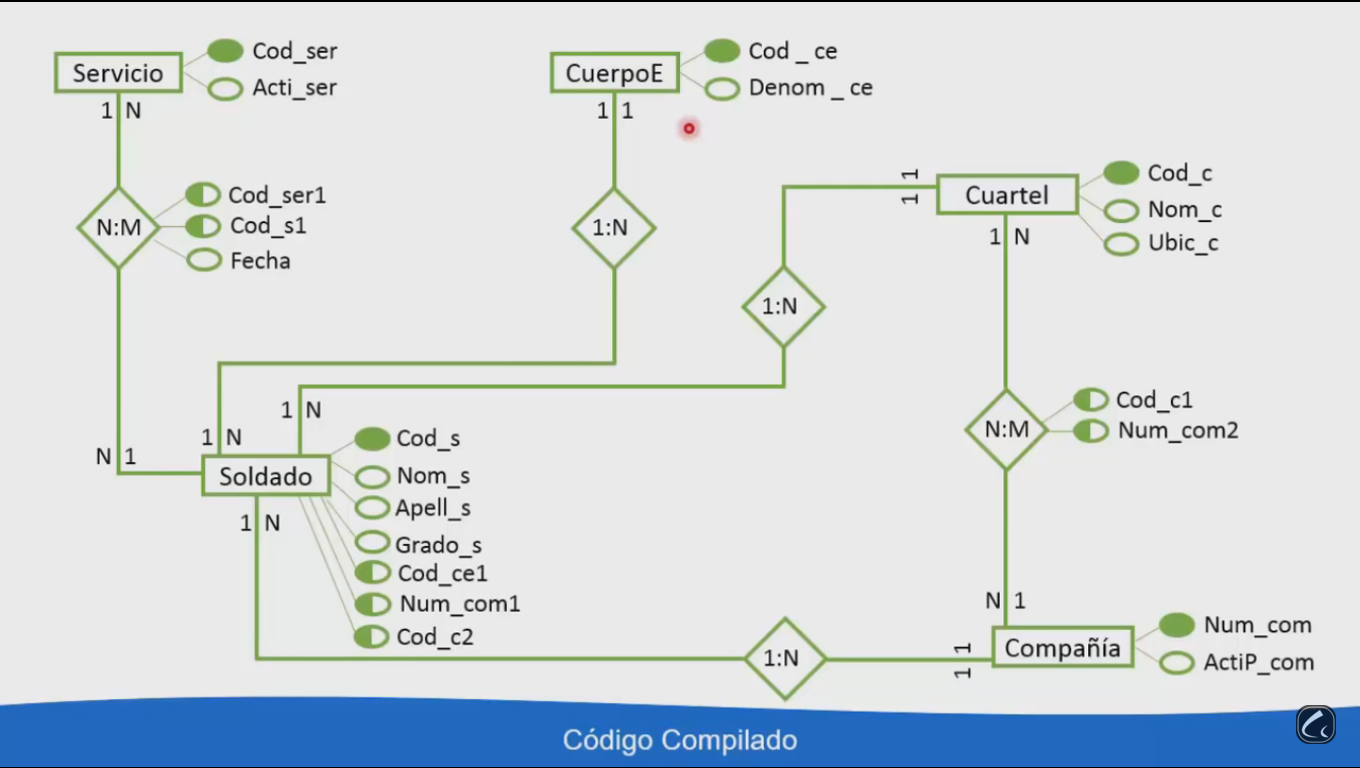 Servicio
Cod_ser
Acti_ser
1 N
N:M
Cod_ser1
Cod_s1
Fecha
N 1
CuerpoE
Cod _ ce
Denom _ ce
1 1
1:N
1 N
Cuartel
Cod_c
Nom_c
Ubic_c
1 1
1:N
1 N
1 N
N:M
Cod_c1
Num_com2
N 1
Soldado
Cod_s
Nom_s
Apell_s
Grado_s
Cod_ce1
Num_com1
Cod_c2
1 N
1:N
1 1
Compañía
Num_com
ActiP_com
Código Compilado